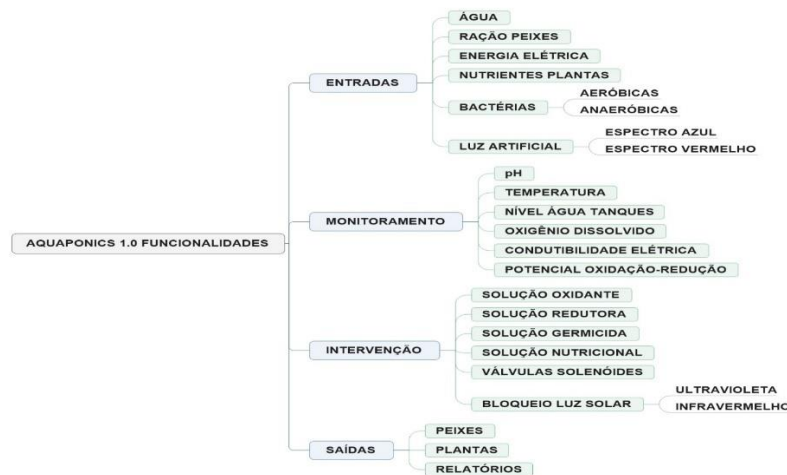 AQUAPONICS 1.0 FUNCIONALIDADES
ENTRADAS
ÁGUA
RAÇÃO PEIXES
ENERGIA ELÉTRICA
NUTRIENTES PLANTAS
BACTÉRIAS
AERÓBICAS
ANAERÓBICAS
LUZ ARTIFICIAL
ESPECTRO AZUL
ESPECTRO VERMELHO
MONITORAMENTO
pH
TEMPERATURA
NÍVEL ÁGUA TANQUES
OXIGÊNIO DISSOLVIDO
CONDUTIBILIDADE ELÉTRICA
POTENCIAL OXIDAÇÃO-REDUÇÃO
INTERVENÇÃO
SOLUÇÃO OXIDANTE
SOLUÇÃO REDUTORA
SOLUÇÃO GERMICIDA
SOLUÇÃO NUTRICIONAL
VÁLVULAS SOLENÓIDES
BLOQUEIO LUZ SOLAR
ULTRAVIOLETA
INFRAVERMELHO
SAÍDAS
PEIXES
PLANTAS
RELATÓRIOS